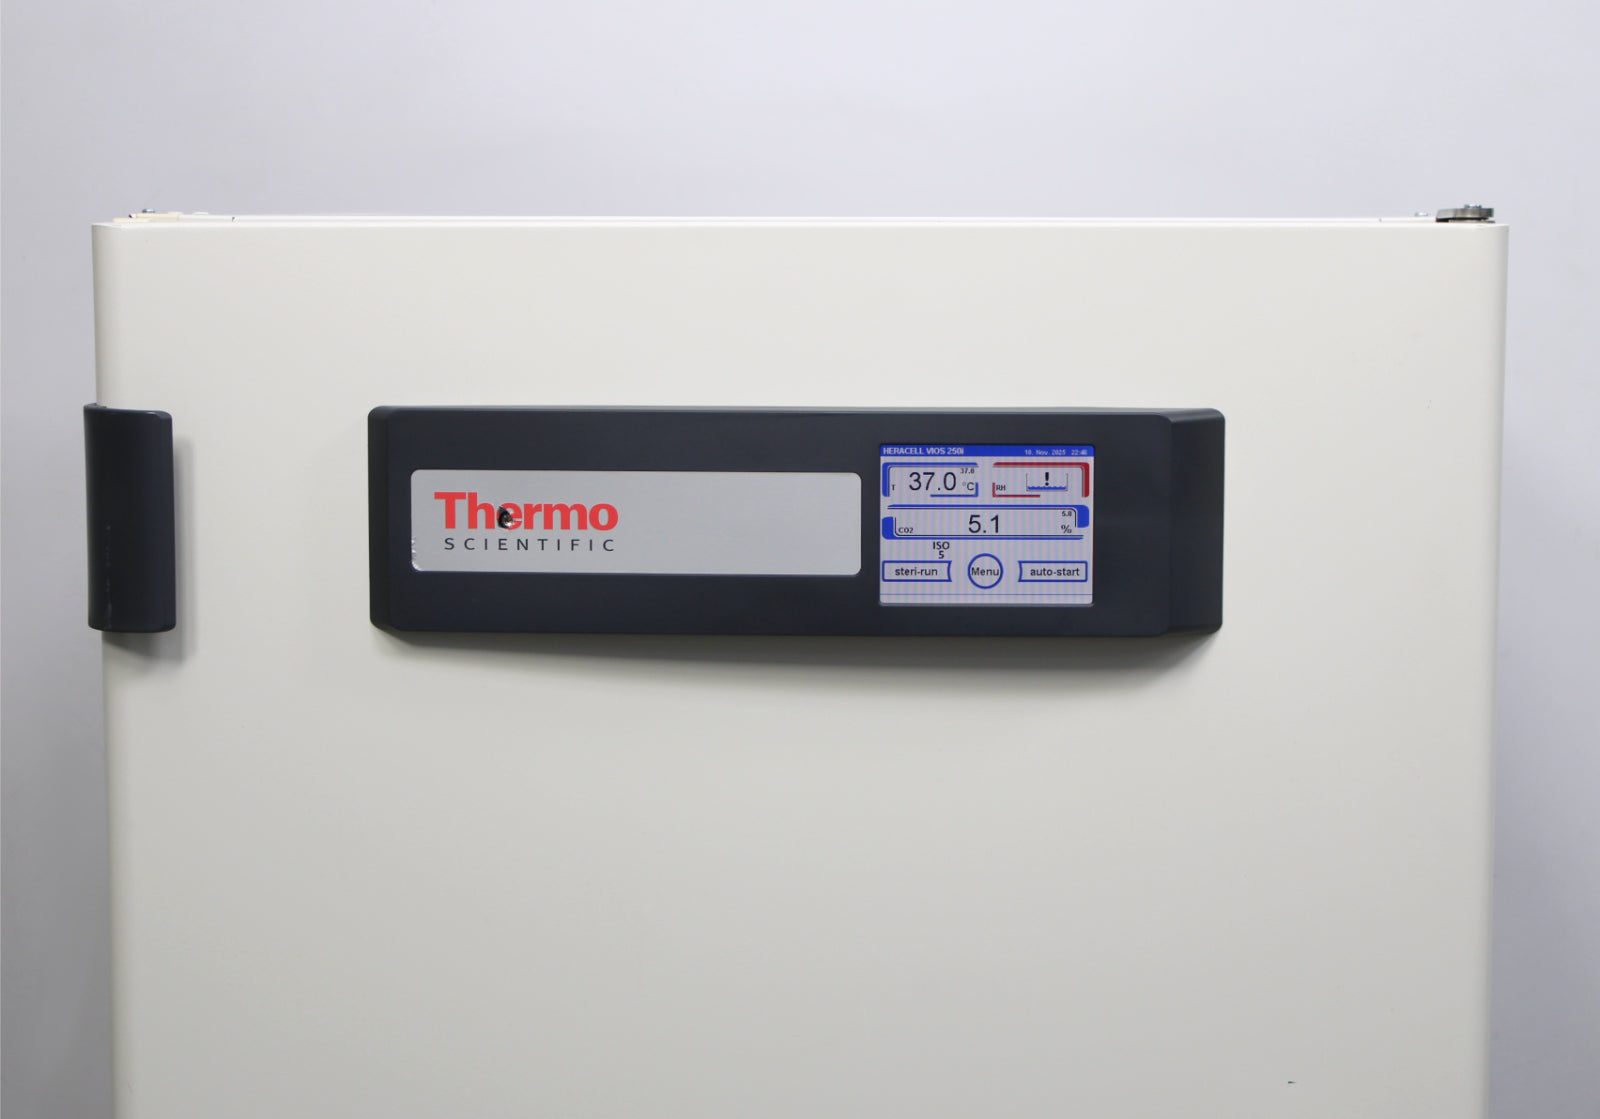 Thermo
SCIENTIFIC
HERACELL VIOS 250i
18. Nov 2025 22:46
37.0
T 37.0 °C
RH !
5.0
CO2 5.1 %
ISO
5
steri-run
Menu
auto-start